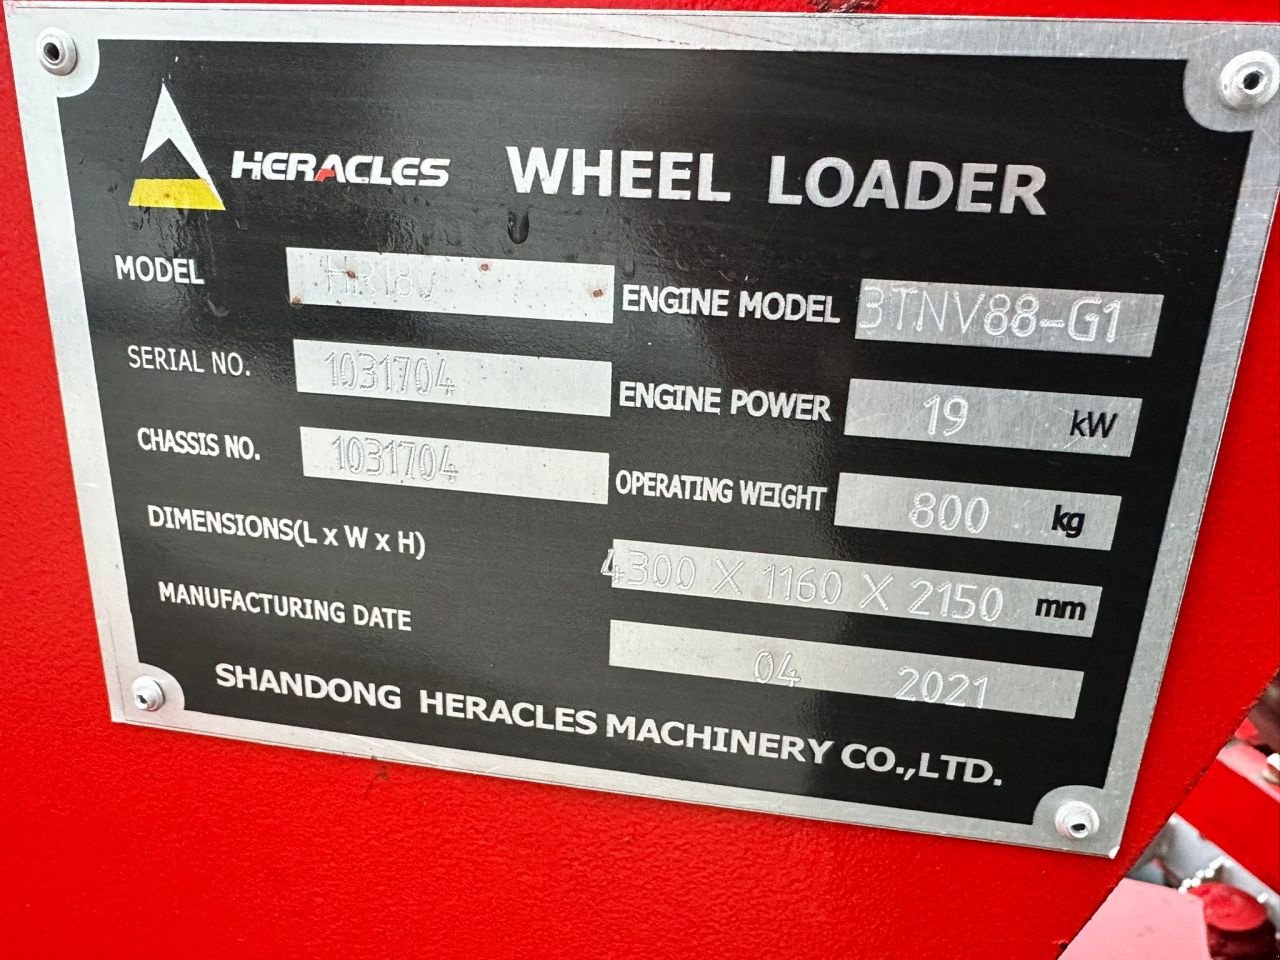 HERACLES WHEEL LOADER
MODEL HR180 ENGINE MODEL 3TNV88-G1
SERIAL NO. 1031704 ENGINE POWER 19 kW
CHASSIS NO. 1031704 OPERATING WEIGHT 800 kg
DIMENSIONS(L x W x H) 4300 X 1160 X 2150 mm
MANUFACTURING DATE 04 2021
SHANDONG HERACLES MACHINERY CO.,LTD.